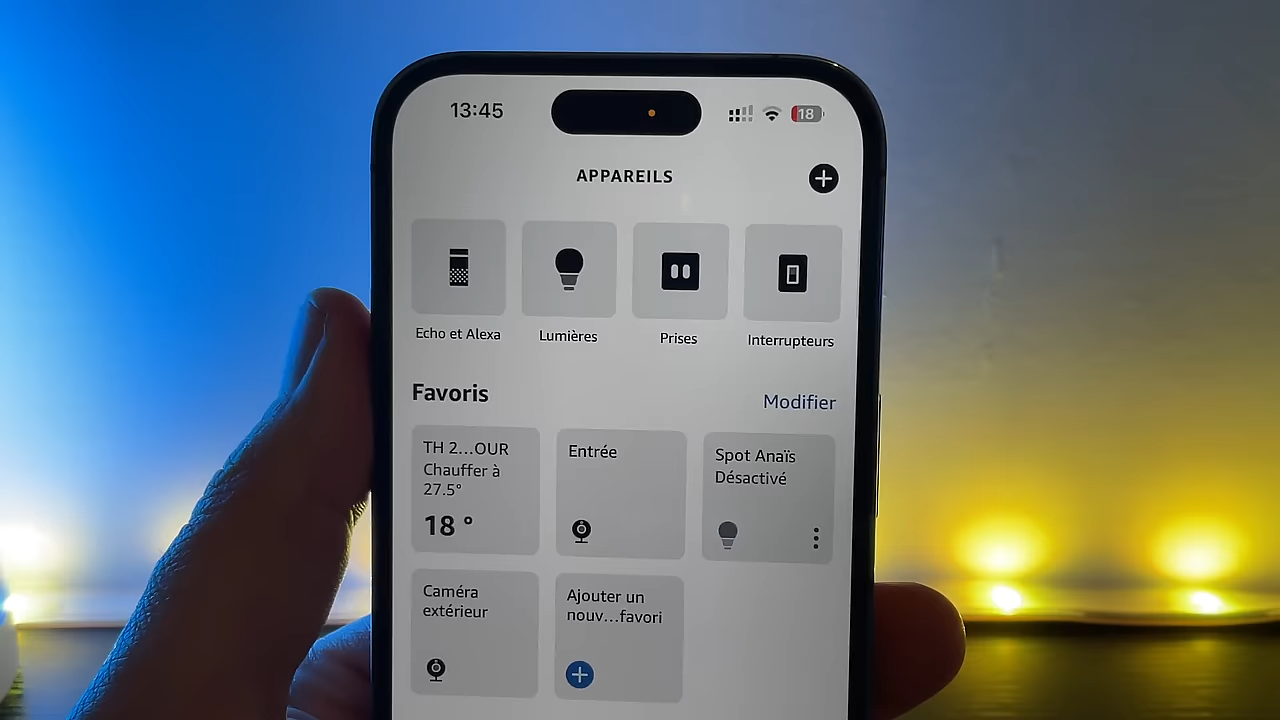 13:45
18
APPAREILS
Echo et Alexa
Lumières
Prises
Interrupteurs
Favoris
Modifier
TH 2...OUR
Chauffer à
27.5°
18 °
Entrée
Spot Anaïs
Désactivé
Caméra
extérieur
Ajouter un
nouv...favori